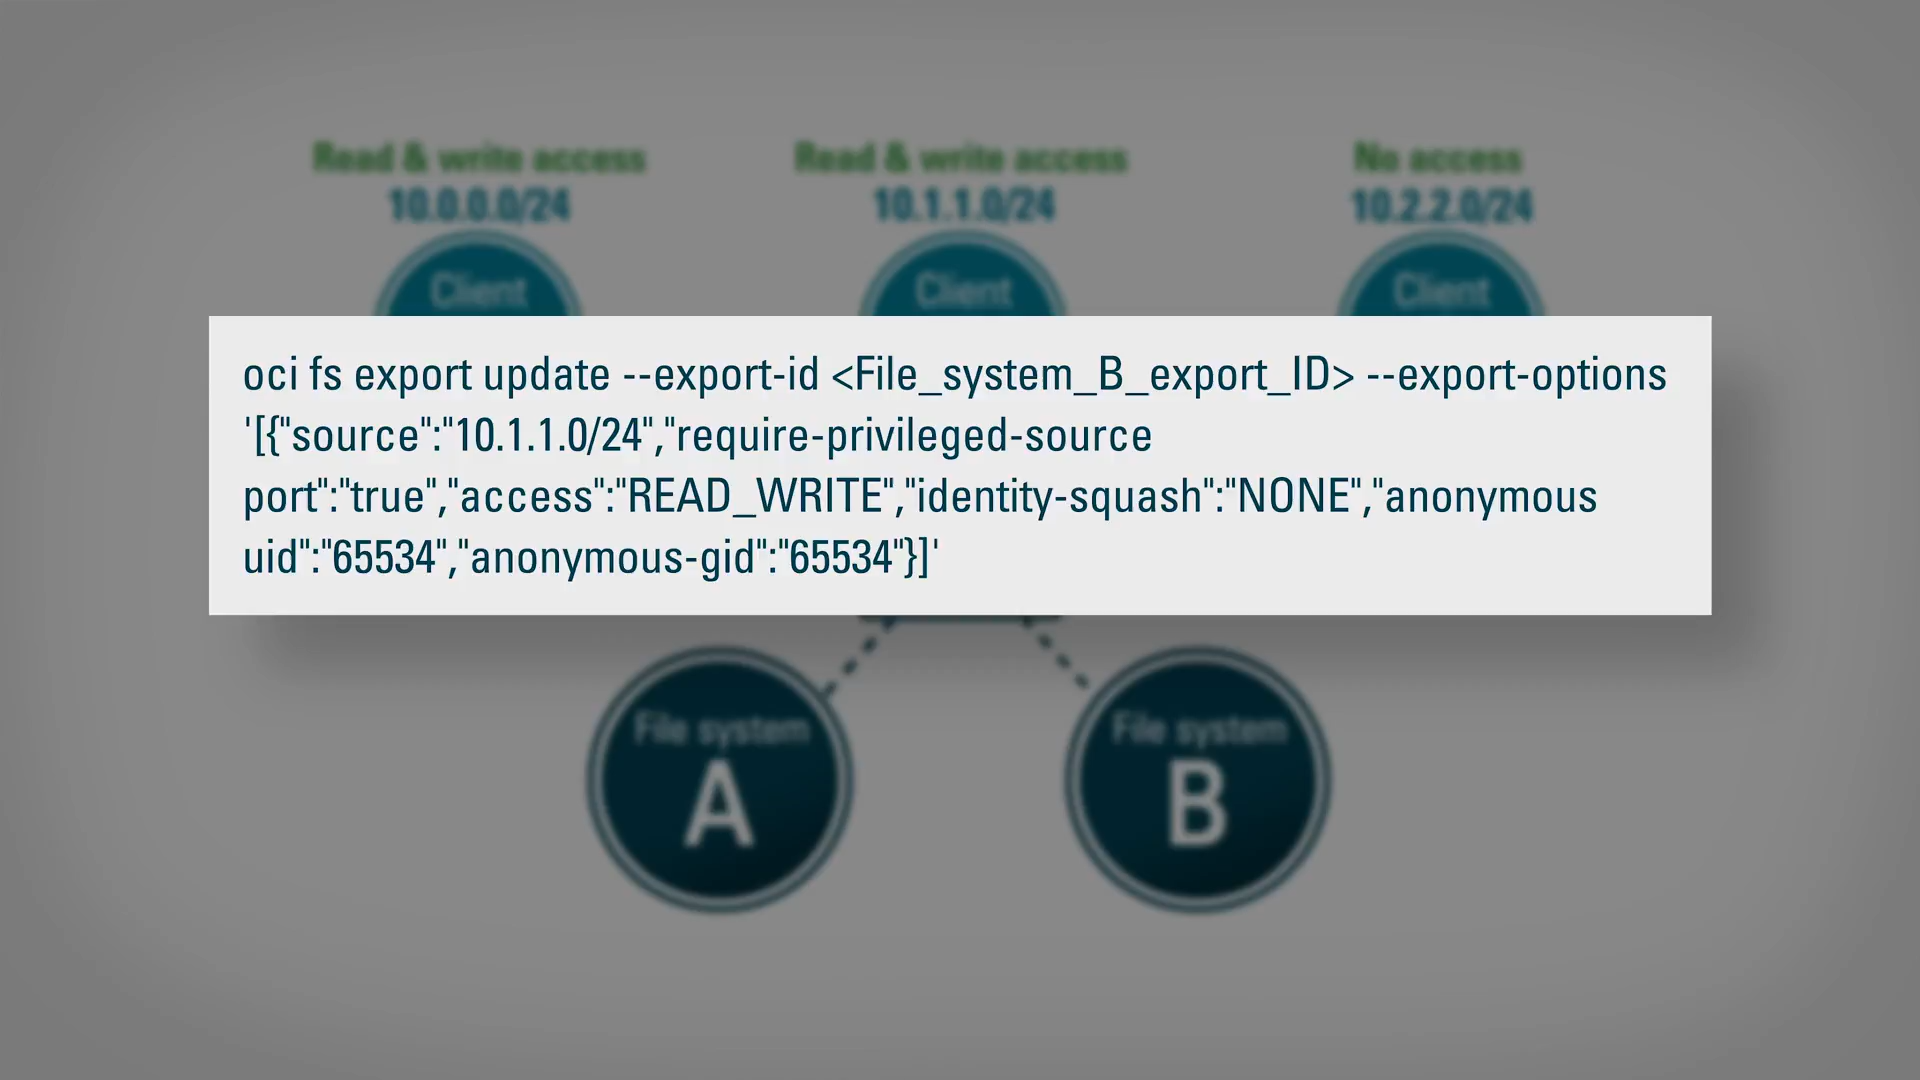 Read & write access
10.0.0.0/24
Read & write access
10.1.1.0/24
No access
10.2.2.0/24
Client
Client
Client
oci fs export update --export-id <File_system_B_export_ID> --export-options
'[{"source":"10.1.1.0/24","require-privileged-source
port":"true","access":"READ_WRITE","identity-squash":"NONE","anonymous
uid":"65534","anonymous-gid":"65534"}]'
File system
A
File system
B